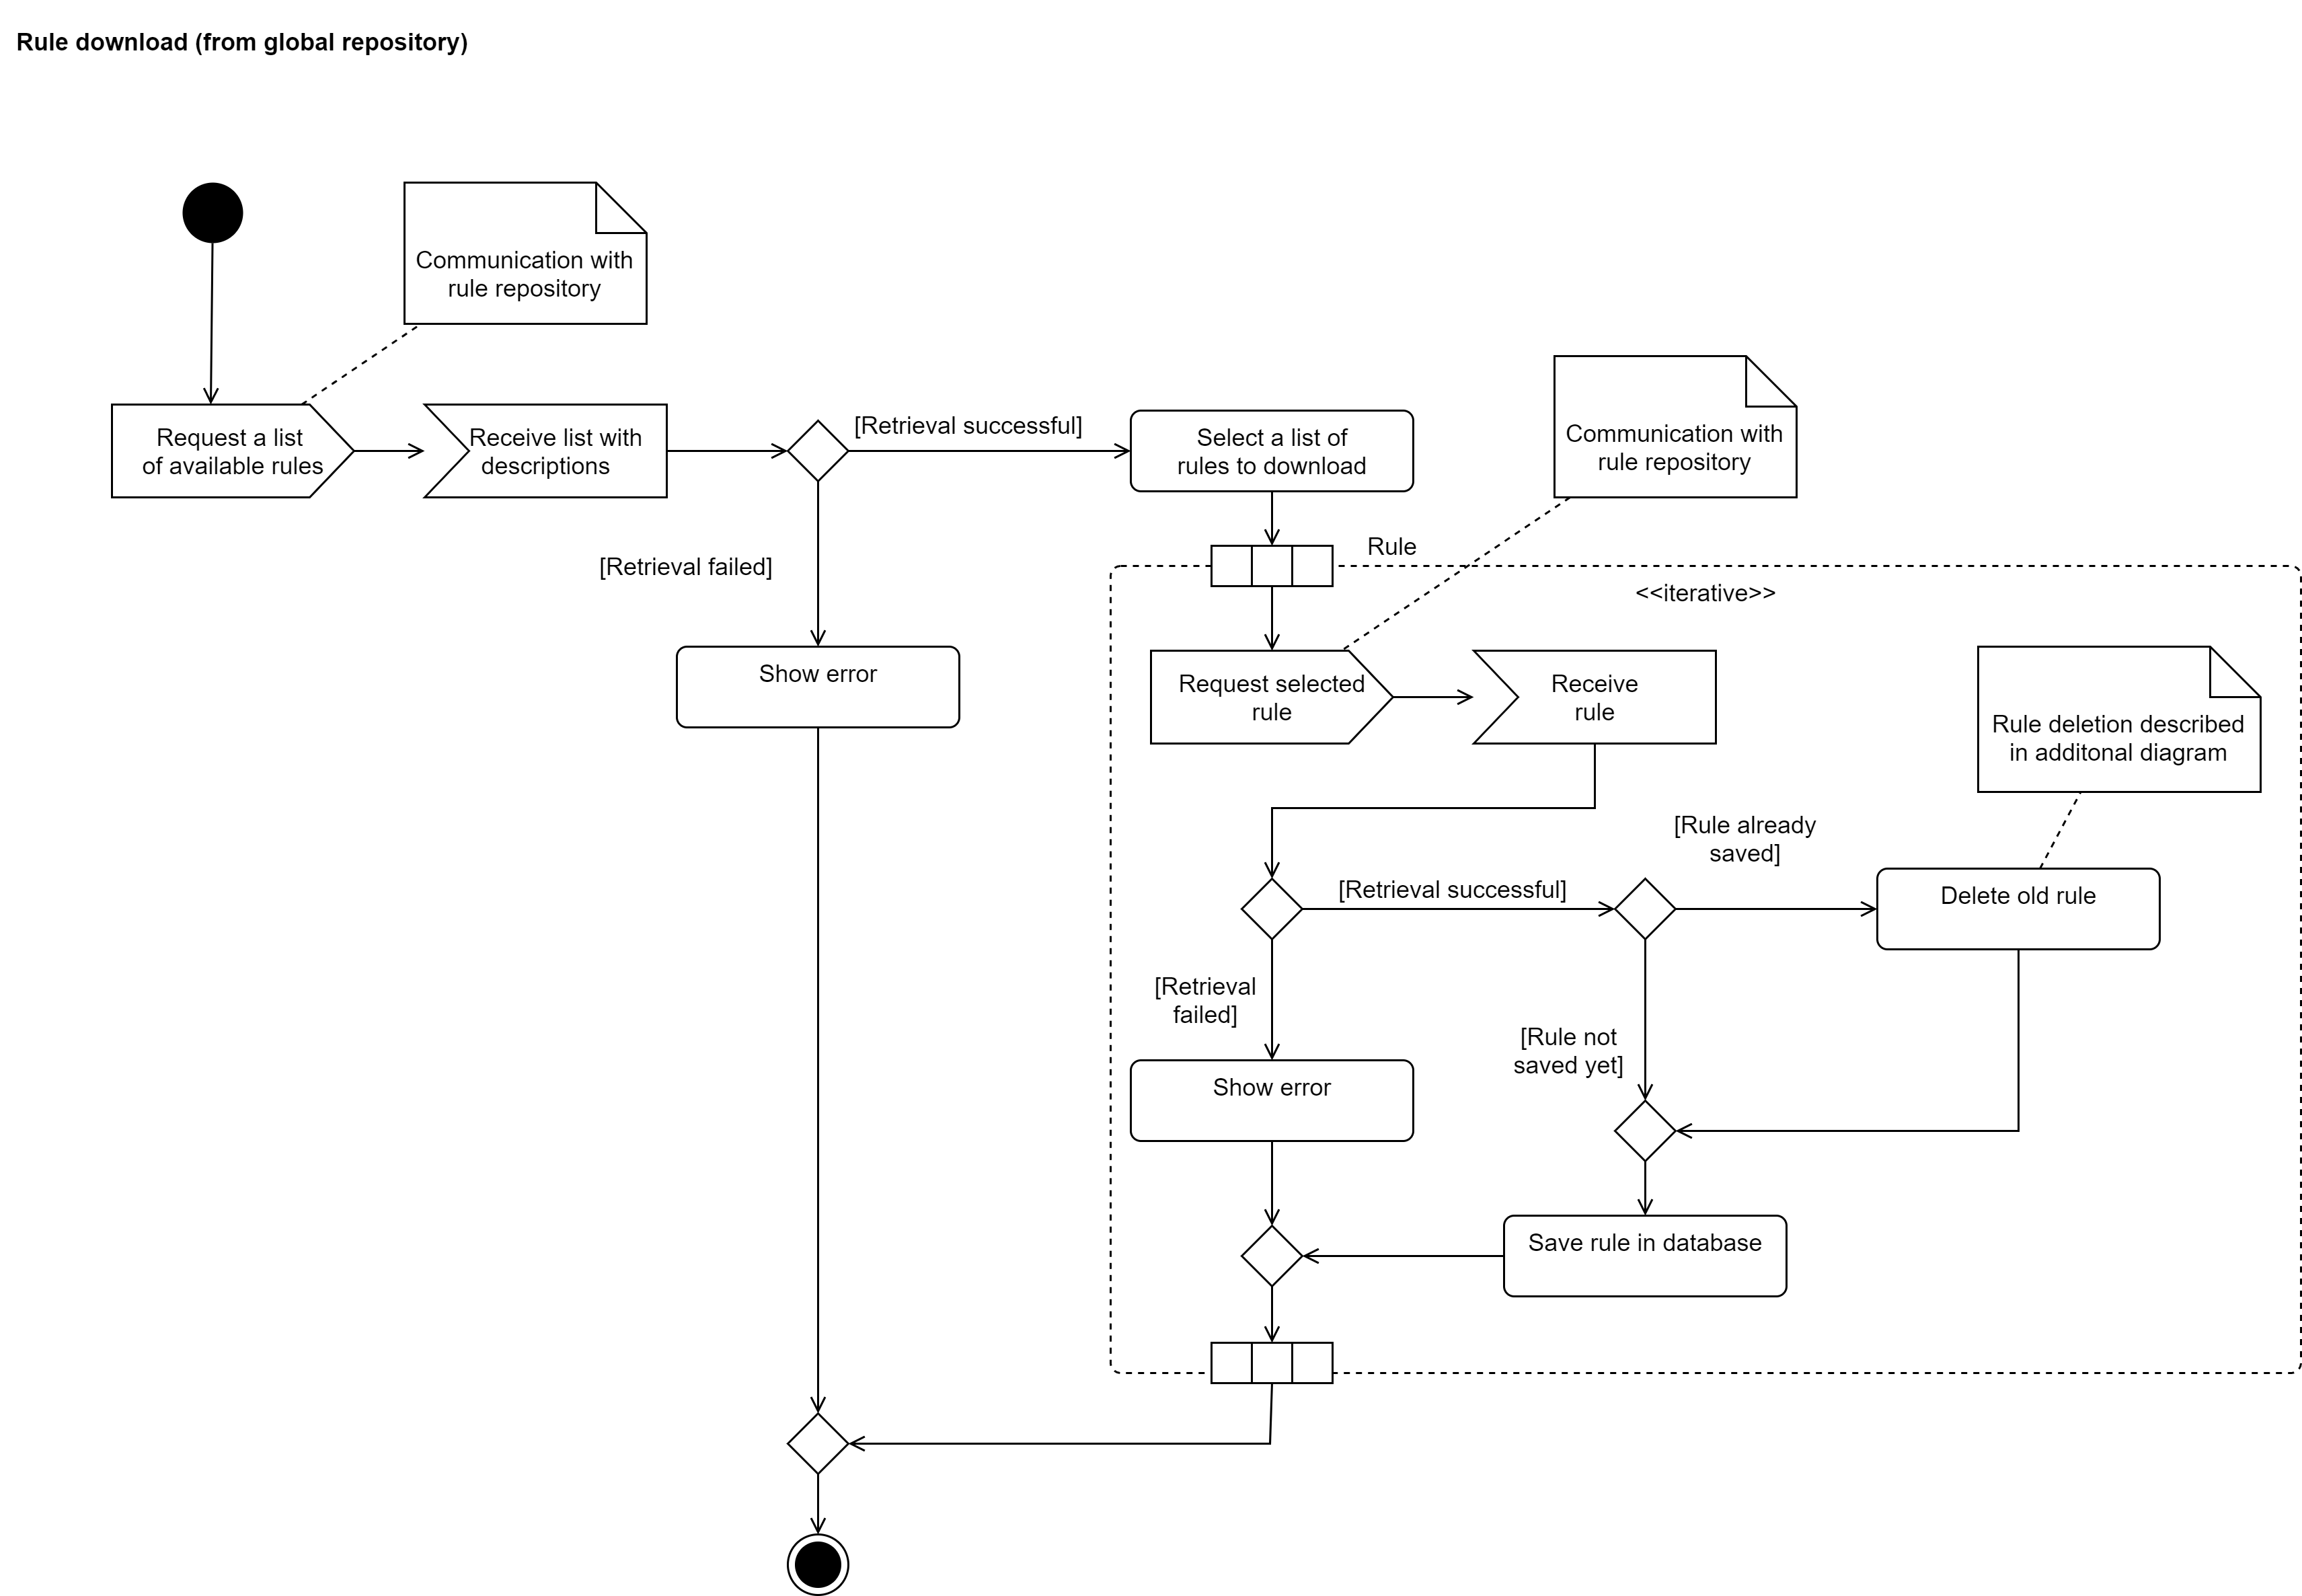 Rule download (from global repository)
Communication with
rule repository
Request a list
of available rules
Receive list with
descriptions
[Retrieval successful]
Select a list of
rules to download
Communication with
rule repository
[Retrieval failed]
Rule
<<iterative>>
Show error
Request selected
rule
Receive
rule
Rule deletion described
in additonal diagram
[Rule already
saved]
[Retrieval successful]
Delete old rule
[Retrieval
failed]
[Rule not
saved yet]
Show error
Save rule in database